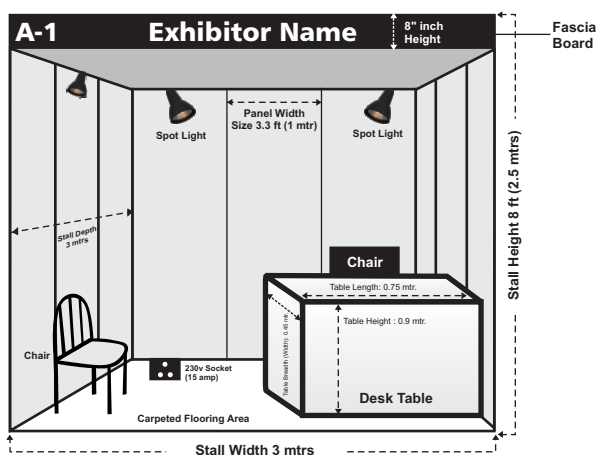 A-1
Exhibitor Name
8" inch
Height
Fascia
Board
Spot Light
Panel Width
Size 3.3 ft (1 mtr)
Spot Light
Stall Height 8 ft (2.5 mtrs)
Stall Depth
3 mtrs
Chair
Table Length: 0.75 mtr.
Table Height : 0.9 mtr.
Table Breadth (Width): 0.45 mtr.
Chair
230v Socket
(15 amp)
Desk Table
Carpeted Flooring Area
Stall Width 3 mtrs